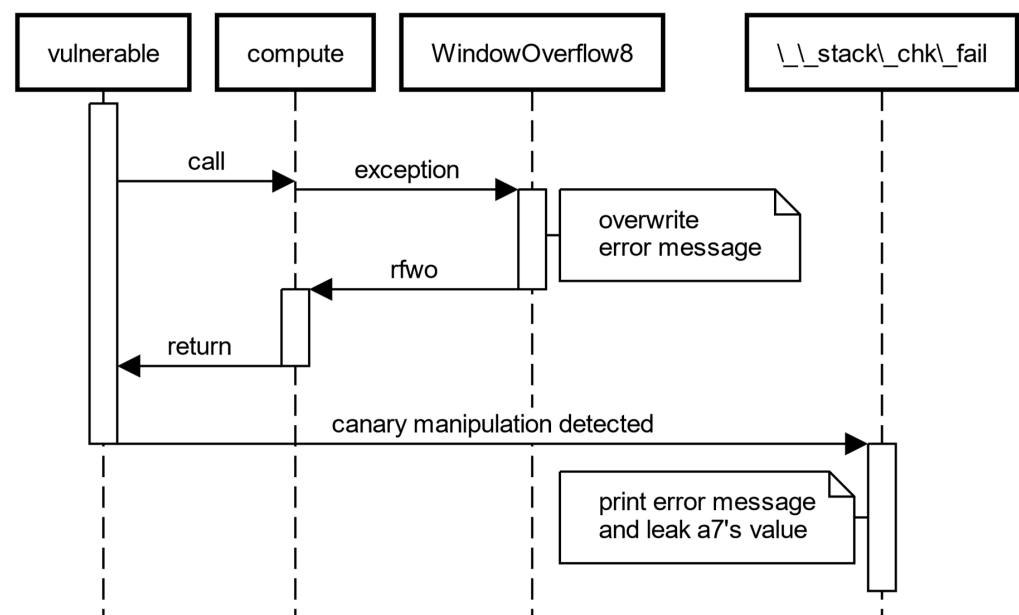 vulnerable
compute
WindowOverflow8
\_\_stack\_chk\_fail
call
exception
overwrite
error message
rfwo
return
canary manipulation detected
print error message
and leak a7's value